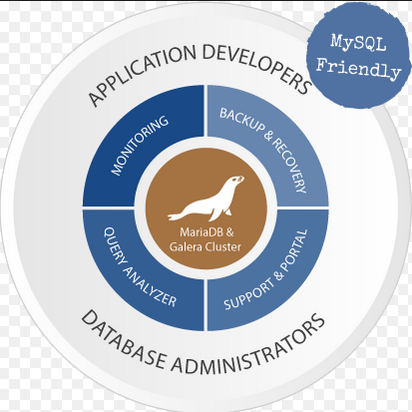 MySQL
Friendly
APPLICATION DEVELOPERS
MONITORING
BACKUP & RECOVERY
MariaDB &
Galera Cluster
QUERY ANALYZER
SUPPORT & PORTAL
DATABASE ADMINISTRATORS